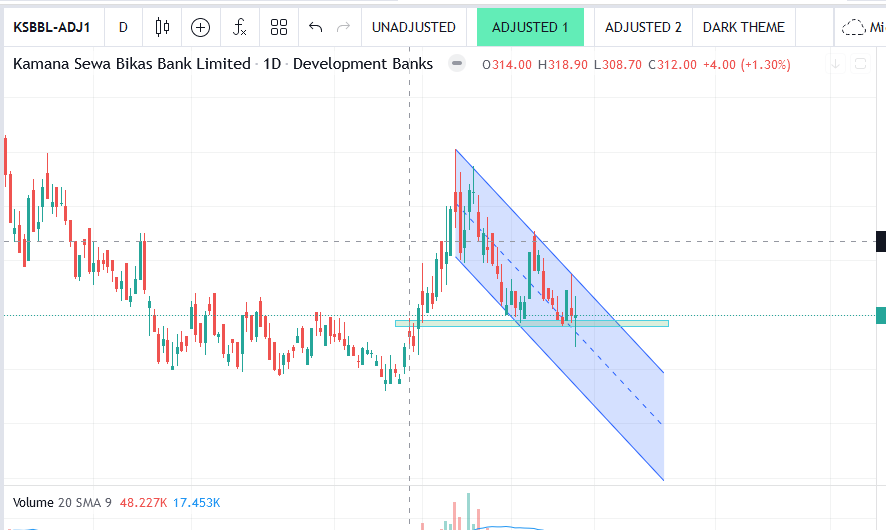 KSBBL-ADJ1 D UNADJUSTED ADJUSTED 1 ADJUSTED 2 DARK THEME Mi
Kamana Sewa Bikas Bank Limited · 1D · Development Banks O314.00 H318.90 L308.70 C312.00 +4.00 (+1.30%)
Volume 20 SMA 9 48.227K 17.453K